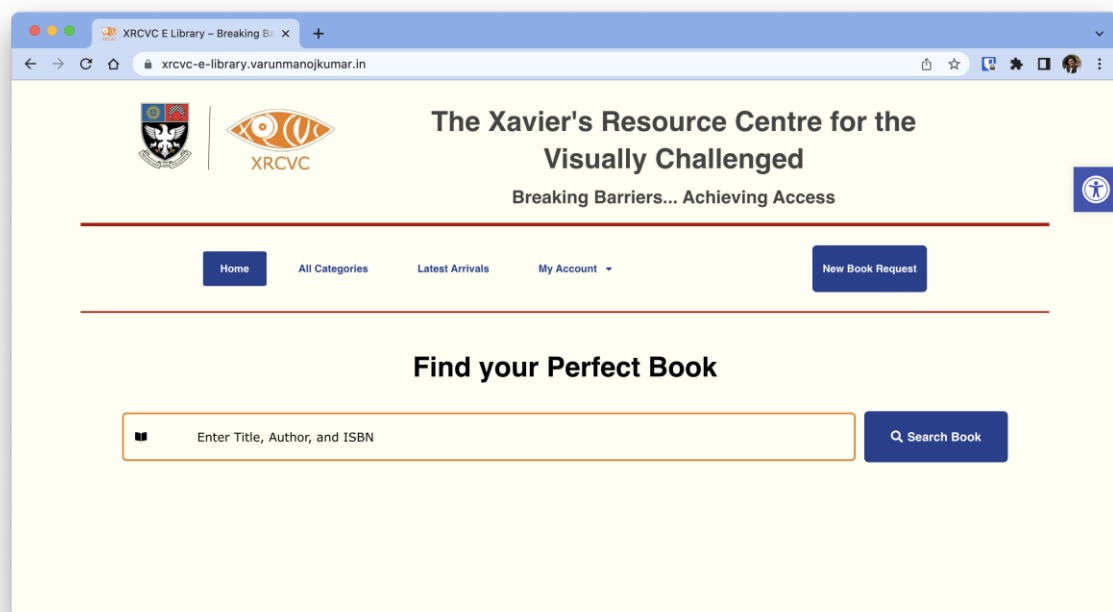 XRCVC E Library – Breaking Ba
xrcvc-e-library.varunmanojkumar.in
XRCVC
XRCVC
The Xavier's Resource Centre for the
Visually Challenged
Breaking Barriers... Achieving Access
Home
All Categories
Latest Arrivals
My Account
New Book Request
Find your Perfect Book
Enter Title, Author, and ISBN
Search Book